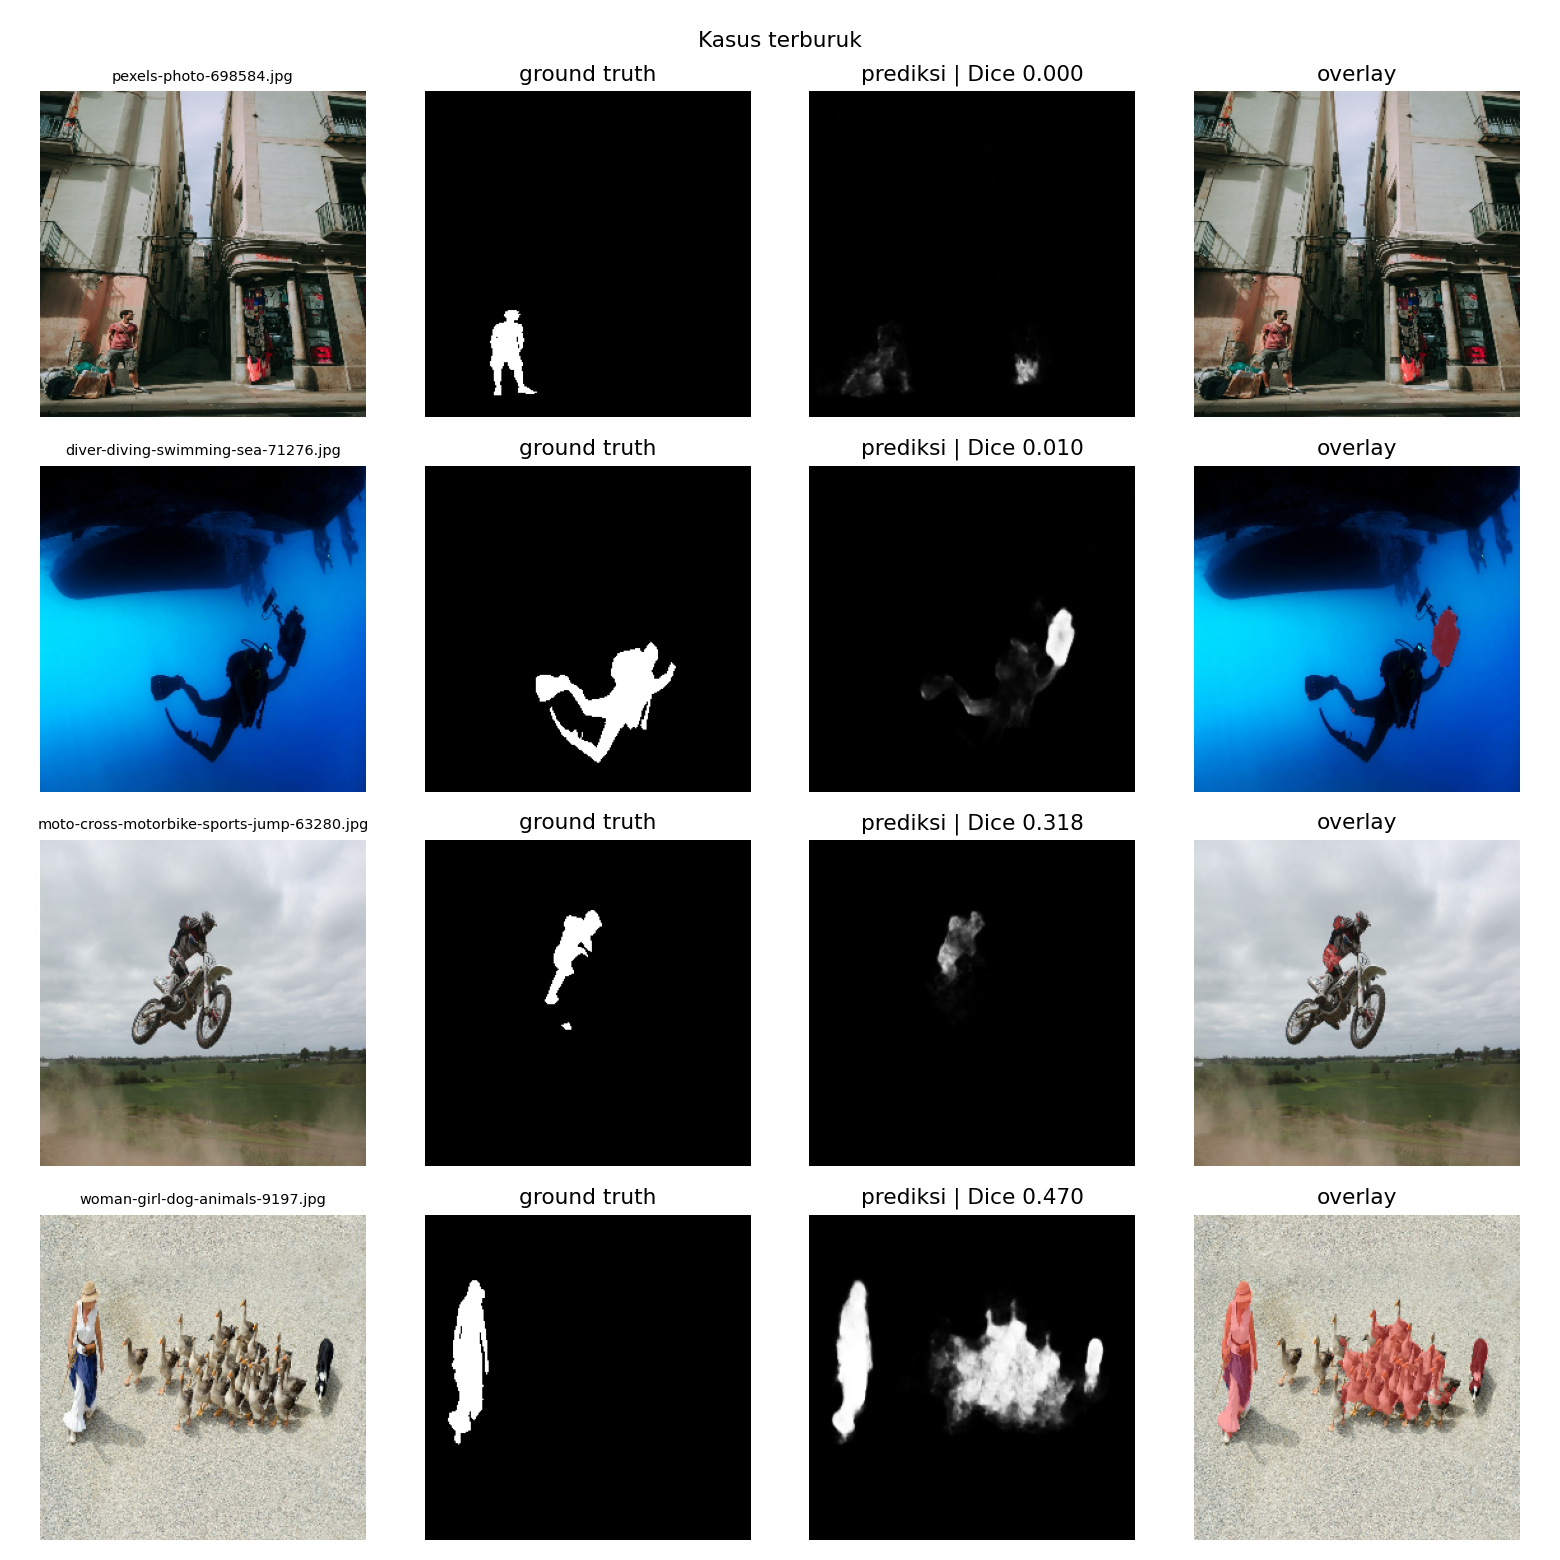 Kasus terburuk
pexels-photo-698584.jpg
ground truth
prediksi | Dice 0.000
overlay
diver-diving-swimming-sea-71276.jpg
ground truth
prediksi | Dice 0.010
overlay
moto-cross-motorbike-sports-jump-63280.jpg
ground truth
prediksi | Dice 0.318
overlay
woman-girl-dog-animals-9197.jpg
ground truth
prediksi | Dice 0.470
overlay